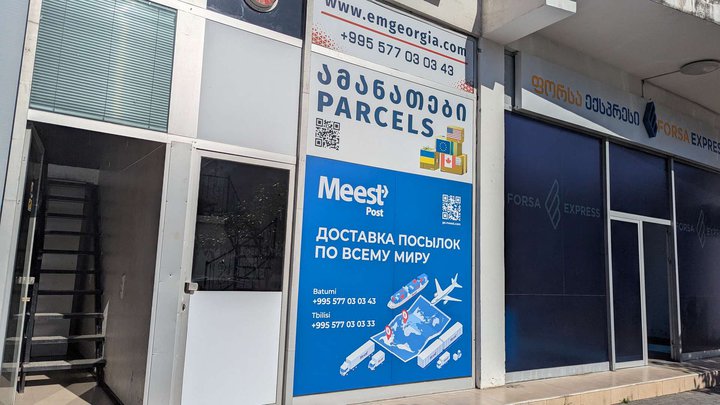 www.emgeorgia.com
+995 577 03 03 43
ამანათები
PARCELS
Meest
Post
ДОСТАВКА ПОСЫЛОК
ПО ВСЕМУ МИРУ
Batumi
+995 577 03 03 43
Tbilisi
+995 577 03 03 33
ფორსა ექსპრესი
FORSA EXPRESS
FORSA EXPRESS